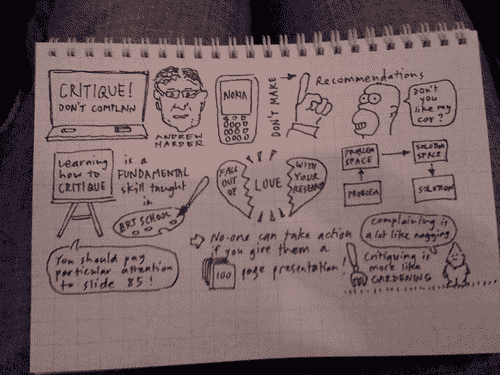 CRITIQUE!
DON'T COMPLAIN
ANDREW
HARDER
NOKIA
DON'T MAKE
Recommendations
Don't
you
like my
car?
Learning
how to
CRITIQUE
is a
FUNDAMENTAL
skill taught
in
ART SCHOOL
FALL
OUT OF
LOVE
WITH
YOUR
RESEARCH
PROBLEM
SPACE
SOLUTION
SPACE
PROBLEM
SOLUTION
You should pay
particular attention
to slide 85!
No-one can take action
if you give them a
100 page presentation!
Complaining is
a lot like nagging
Critiquing is
more like
GARDENING